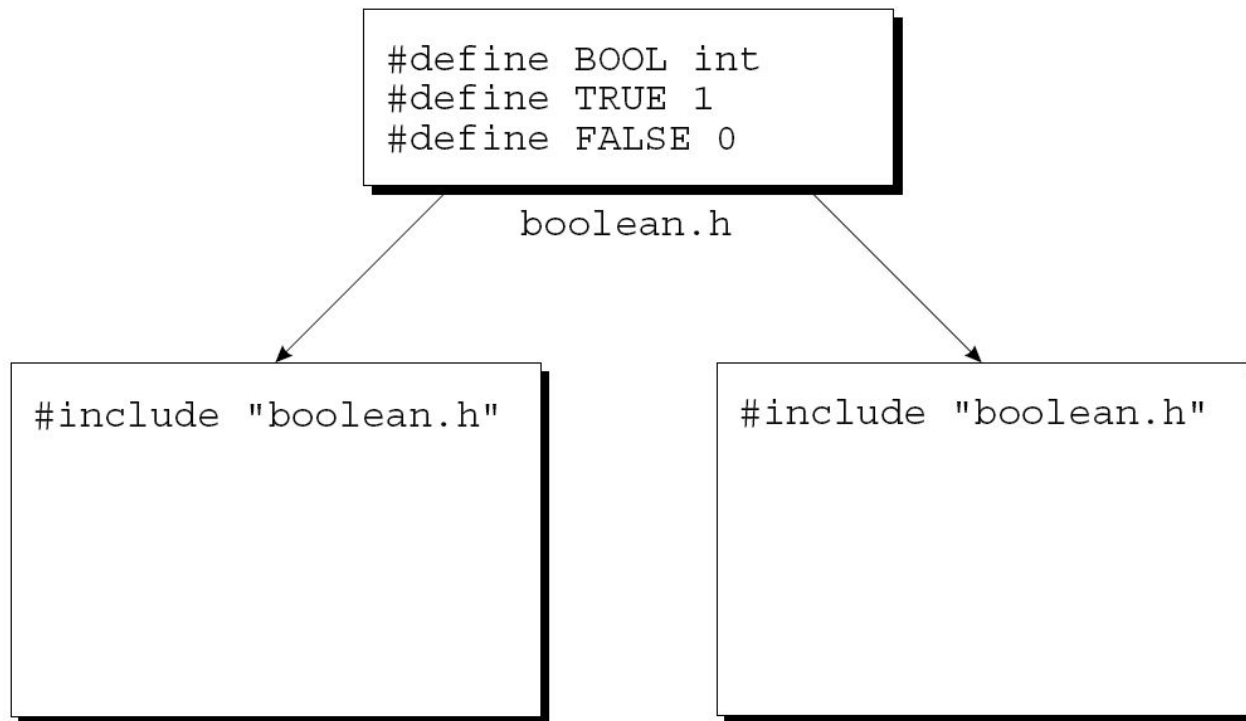 #define BOOL int
#define TRUE 1
#define FALSE 0
boolean.h
#include "boolean.h"
#include "boolean.h"